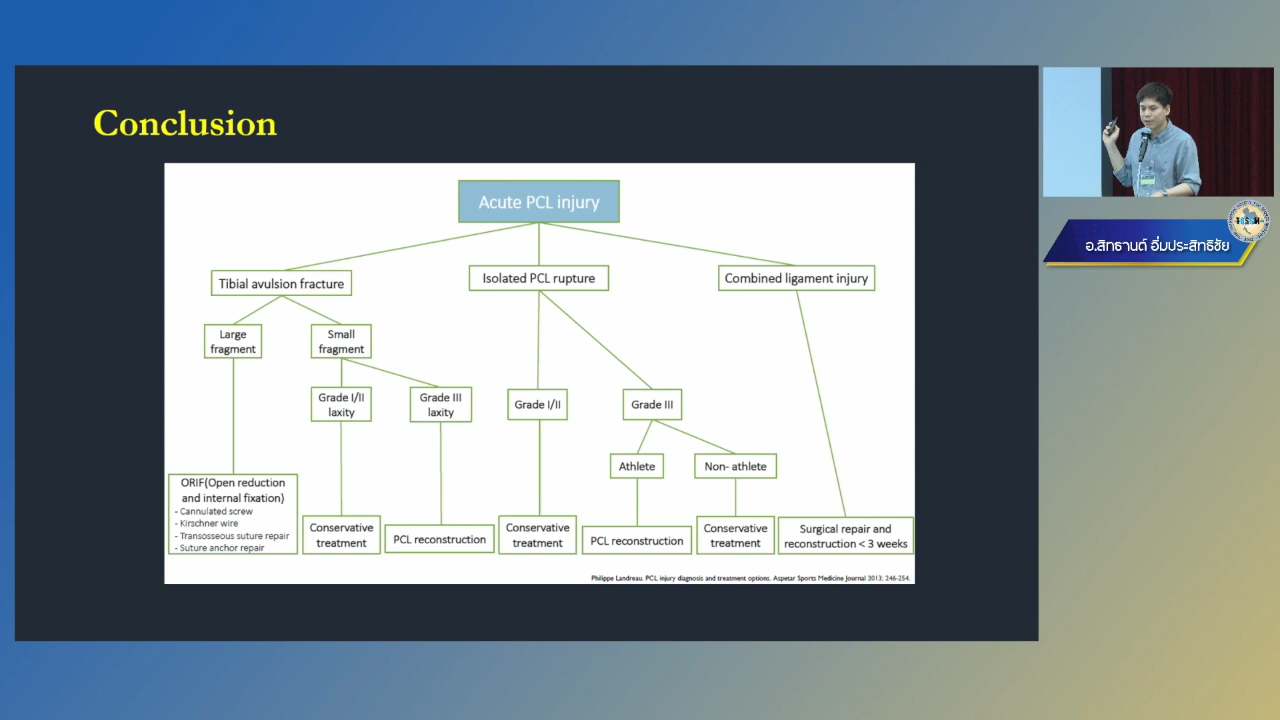 Conclusion
Acute PCL injury
Tibial avulsion fracture
Isolated PCL rupture
Combined ligament injury
Large
fragment
Small
fragment
Grade I/II
laxity
Grade III
laxity
Grade I/II
Grade III
Athlete
Non- athlete
ORIF(Open reduction
and internal fixation)
- Cannulated screw
- Kirschner wire
- Transosseous suture repair
- Suture anchor repair
Conservative
treatment
PCL reconstruction
Conservative
treatment
PCL reconstruction
Conservative
treatment
Surgical repair and
reconstruction < 3 weeks
Philippe Landreau. PCL injury diagnosis and treatment options. Aspetar Sports Medicine Journal 2013; 246-254.
อ.สิทธานต์ อิ่มประสิทธิชัย